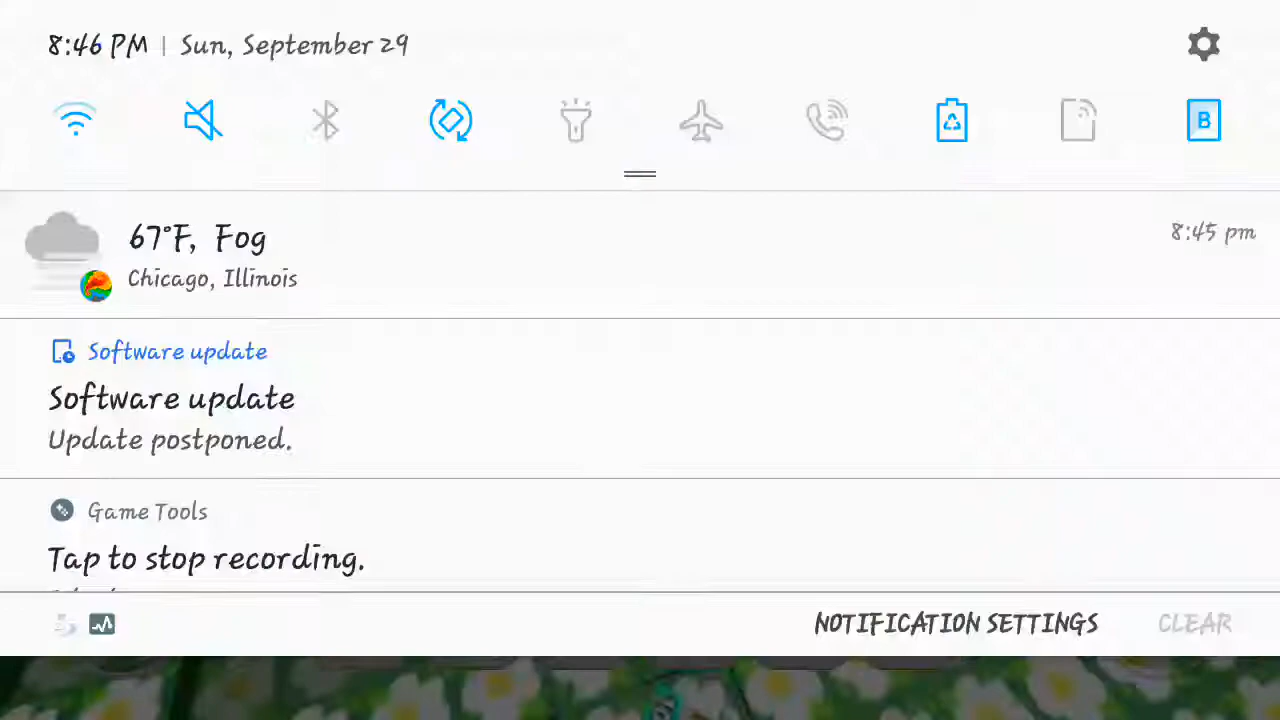 8:46 PM | Sun, September 29
B
67°F, Fog
8:45 pm
Chicago, Illinois
Software update
Software update
Update postponed.
Game Tools
Tap to stop recording.
NOTIFICATION SETTINGS
CLEAR